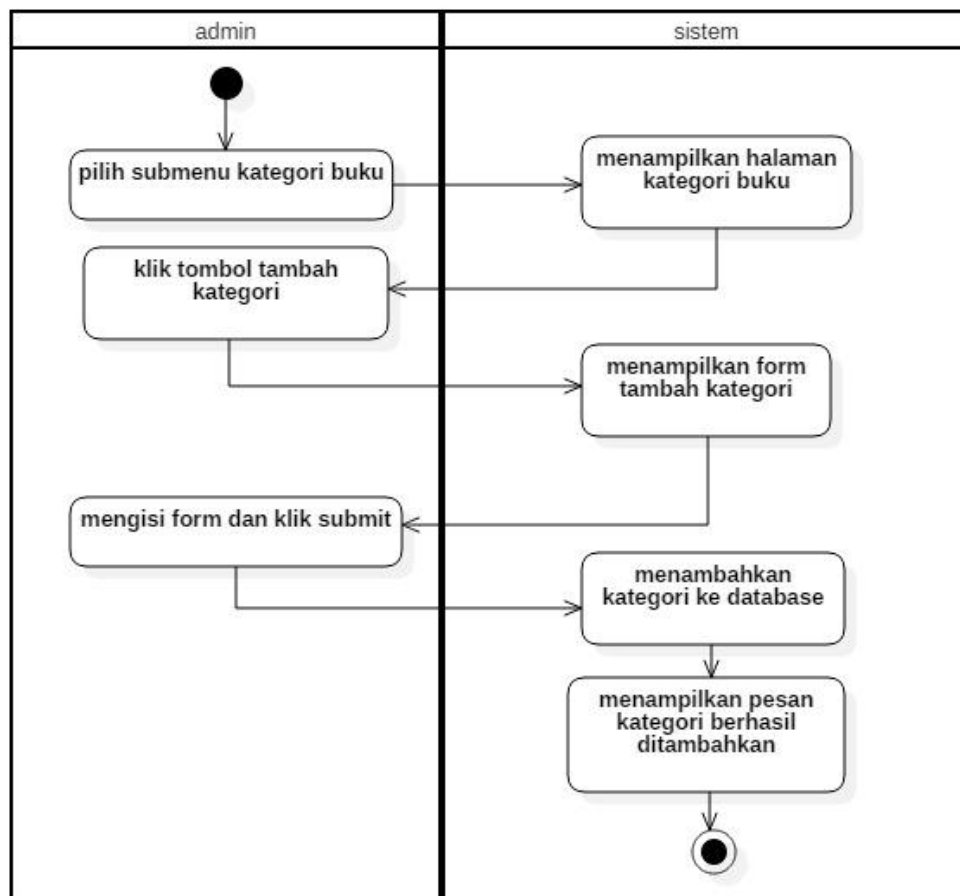 admin
sistem
pilih submenu kategori buku
menampilkan halaman
kategori buku
klik tombol tambah
kategori
menampilkan form
tambah kategori
mengisi form dan klik submit
menambahkan
kategori ke database
menampilkan pesan
kategori berhasil
ditambahkan